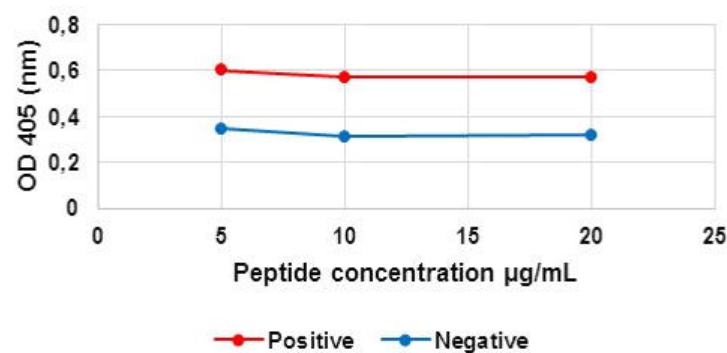 0,8
0,6
0,4
0,2
0
OD 405 (nm)
0 5 10 15 20 25
Peptide concentration µg/mL
Positive Negative